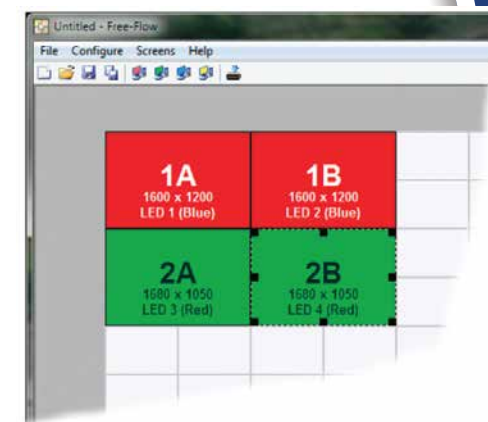 Untitled - Free-Flow
File Configure Screens Help
1A
1600 x 1200
LED 1 (Blue)
1B
1600 x 1200
LED 2 (Blue)
2A
1680 x 1050
LED 3 (Red)
2B
1680 x 1050
LED 4 (Red)